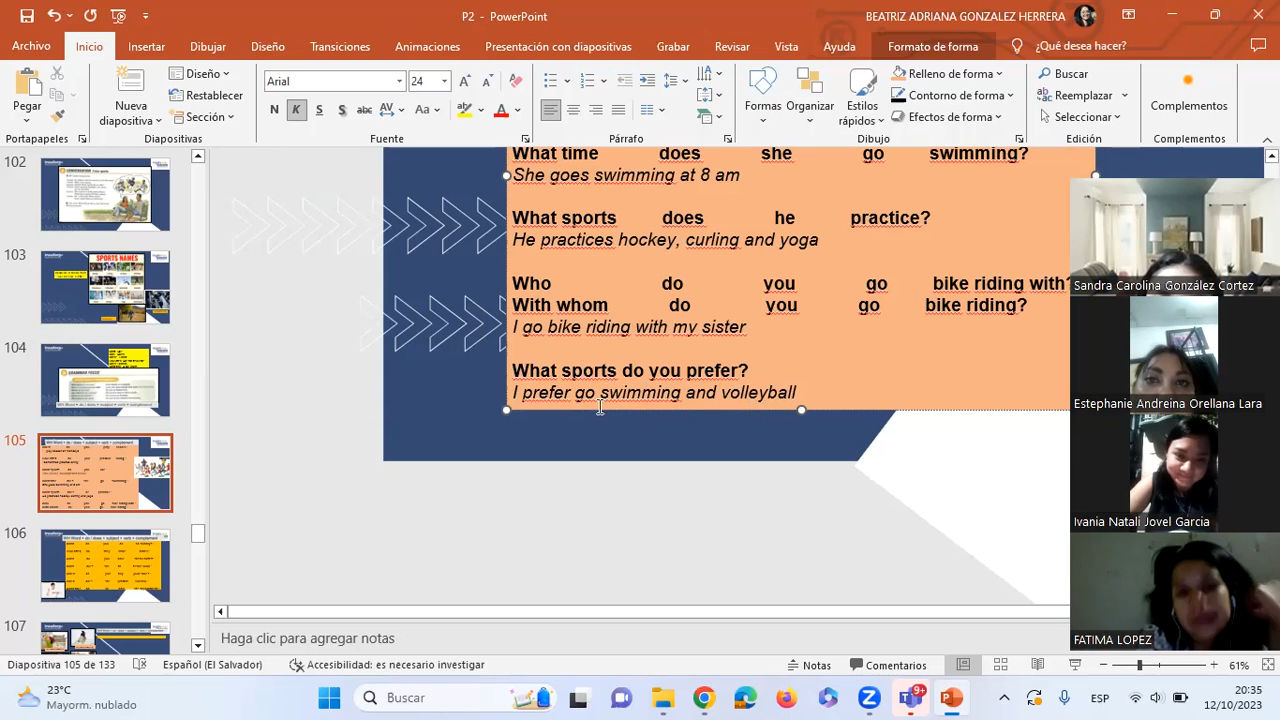 P2 - PowerPoint
BEATRIZ ADRIANA GONZALEZ HERRERA
Archivo Inicio Insertar Dibujar Diseño Transiciones Animaciones Presentación con diapositivas Grabar Revisar Vista Ayuda Formato de forma ¿Qué desea hacer?
Pegar
Nueva diapositiva
Diseño
Restablecer
Sección
Arial 24
N K S S abc AV Aa A
Formas Organizar Estilos rápidos
Relleno de forma
Contorno de forma
Efectos de forma
Buscar
Reemplazar
Seleccionar
Complementos
Portapapeles Diapositivas Fuente Párrafo Dibujo Edición Complementos
102
103
SPORTS NAMES
104
105
106
107
What time does she go swimming?
She goes swimming at 8 am
What sports does he practice?
He practices hockey, curling and yoga
Who do you go bike riding with?
With whom do you go bike riding?
I go bike riding with my sister
What sports do you prefer?
prefer go swimming and volleyball
Sandra Carolina González Cortez
Estephanie Andreina Orellana Lara
Ivania Natali Jovel Gaona
FATIMA LOPEZ
Haga clic para agregar notas
Diapositiva 105 de 133 Español (El Salvador) Accesibilidad: es necesario investigar Notas Comentarios 61%
23°C
Mayorm. nublado
Buscar
9+
ESP
20:35
12/10/2023